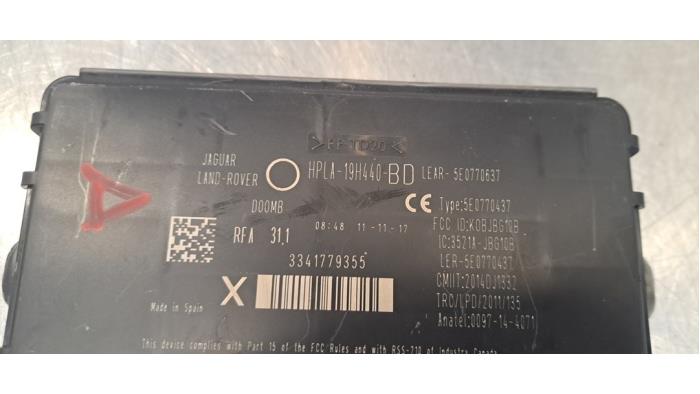 >PP-TD20<
JAGUAR
LAND-ROVER
HPLA-19H440-BD LEAR- 5E0770637
D00MB
CE Type:5E0770437
RFA 31,1 08:48 11-11-17
FCC ID:KOBJBG10B
IC:3521A-JBG10B
3341779355
LER-5E0770437
CMIIT:2014DJ1332
Made in Spain X
TRC/LPD/2011/135
Anatel:0097-14-4071
This device complies with Part 15 of the FCC Rules and with RSS-210 of Industry Canada